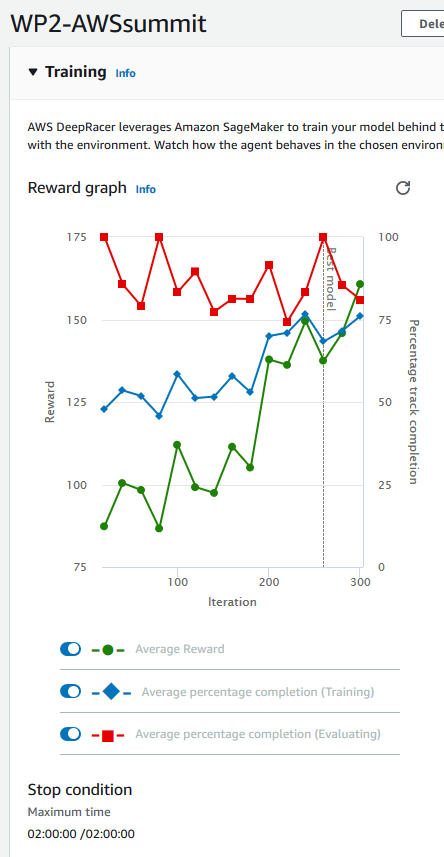 WP2-AWSsummit
Dele
Training Info
AWS DeepRacer leverages Amazon SageMaker to train your model behind t
with the environment. Watch how the agent behaves in the chosen environ
Reward graph Info
175
150
125
100
75
Reward
100
75
50
25
0
Percentage track completion
Best model
100
200
300
Iteration
Average Reward
Average percentage completion (Training)
Average percentage completion (Evaluating)
Stop condition
Maximum time
02:00:00 /02:00:00